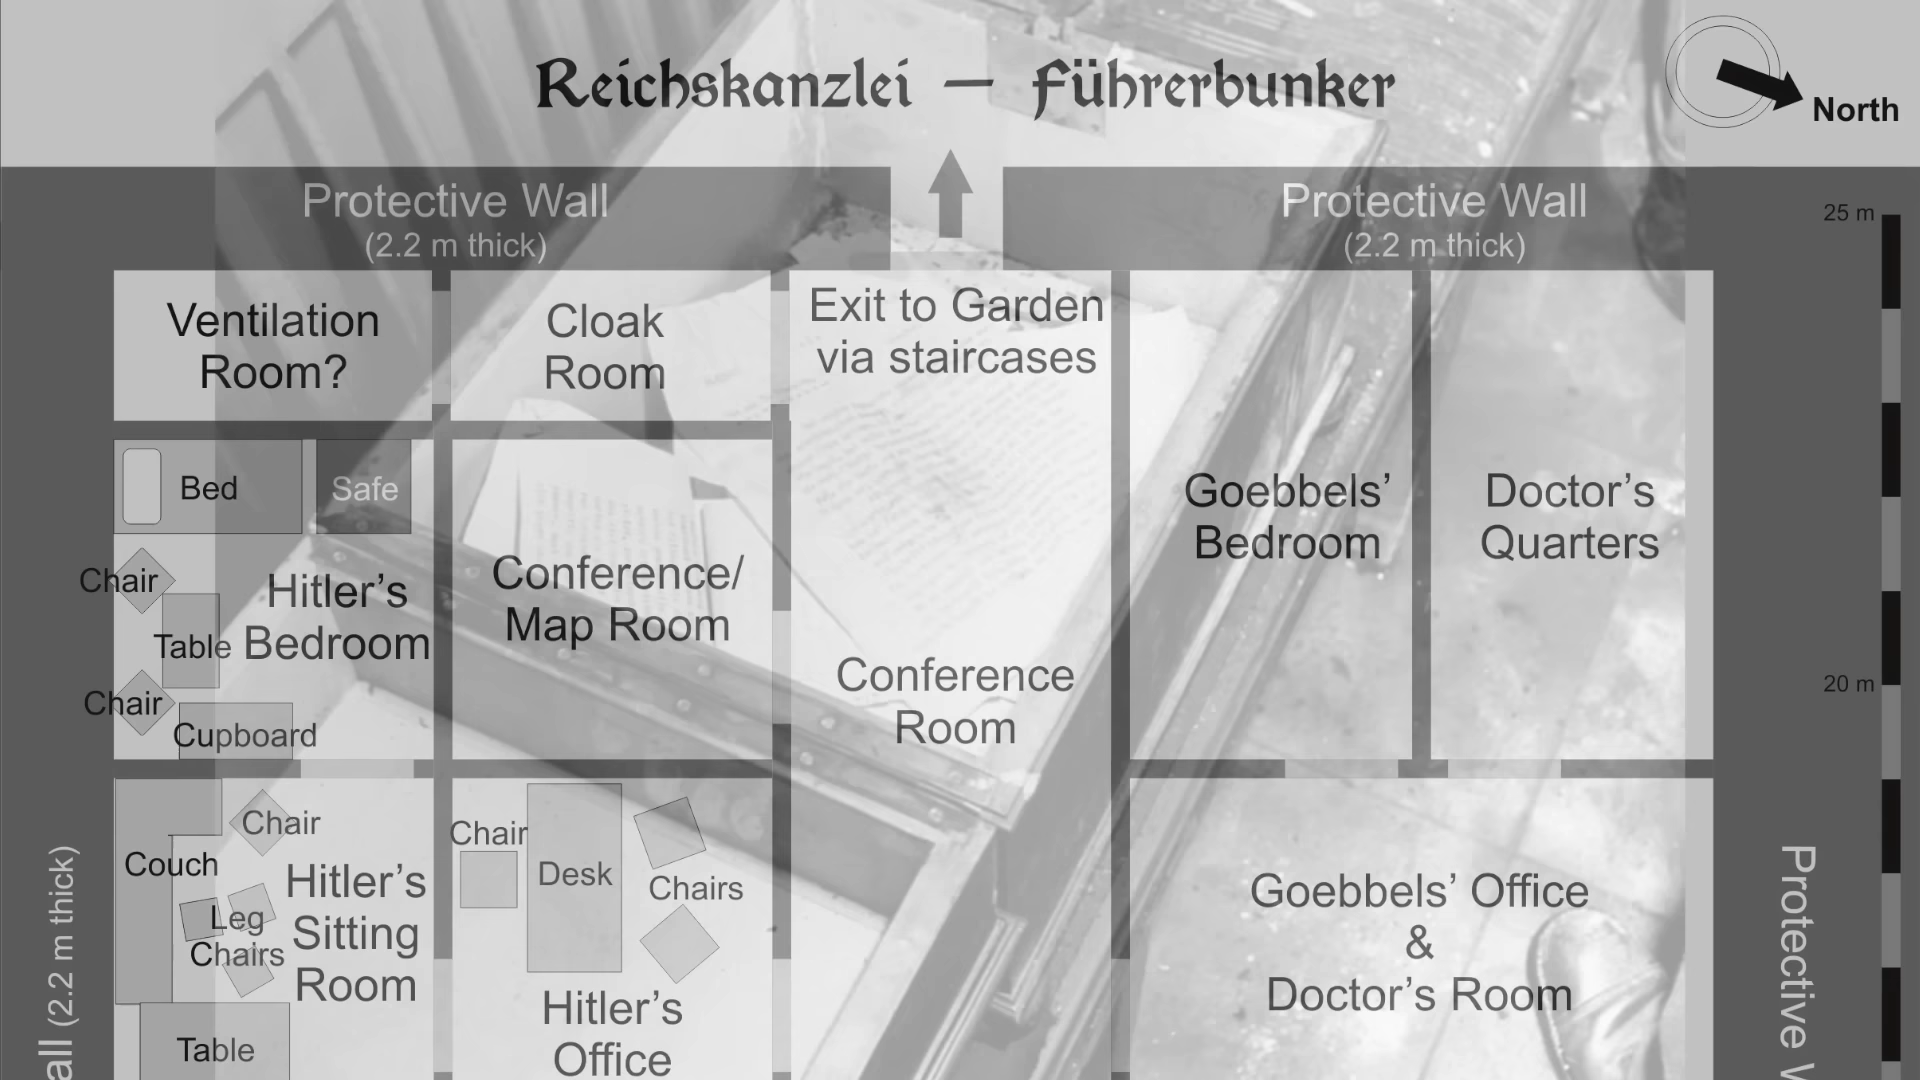 Reichskanzlei — Führerbunker
North
Protective Wall
(2.2 m thick)
Protective Wall
(2.2 m thick)
25 m
Ventilation
Room?
Cloak
Room
Exit to Garden
via staircases
Bed
Safe
Chair
Table
Chair
Cupboard
Hitler’s
Bedroom
Conference/
Map Room
Conference
Room
Goebbels’
Bedroom
Doctor’s
Quarters
20 m
Couch
Chair
Leg
Chairs
Table
Hitler’s
Sitting
Room
Chair
Desk
Chairs
Hitler’s
Office
Goebbels’ Office
&
Doctor’s Room
all (2.2 m thick)
Protective W